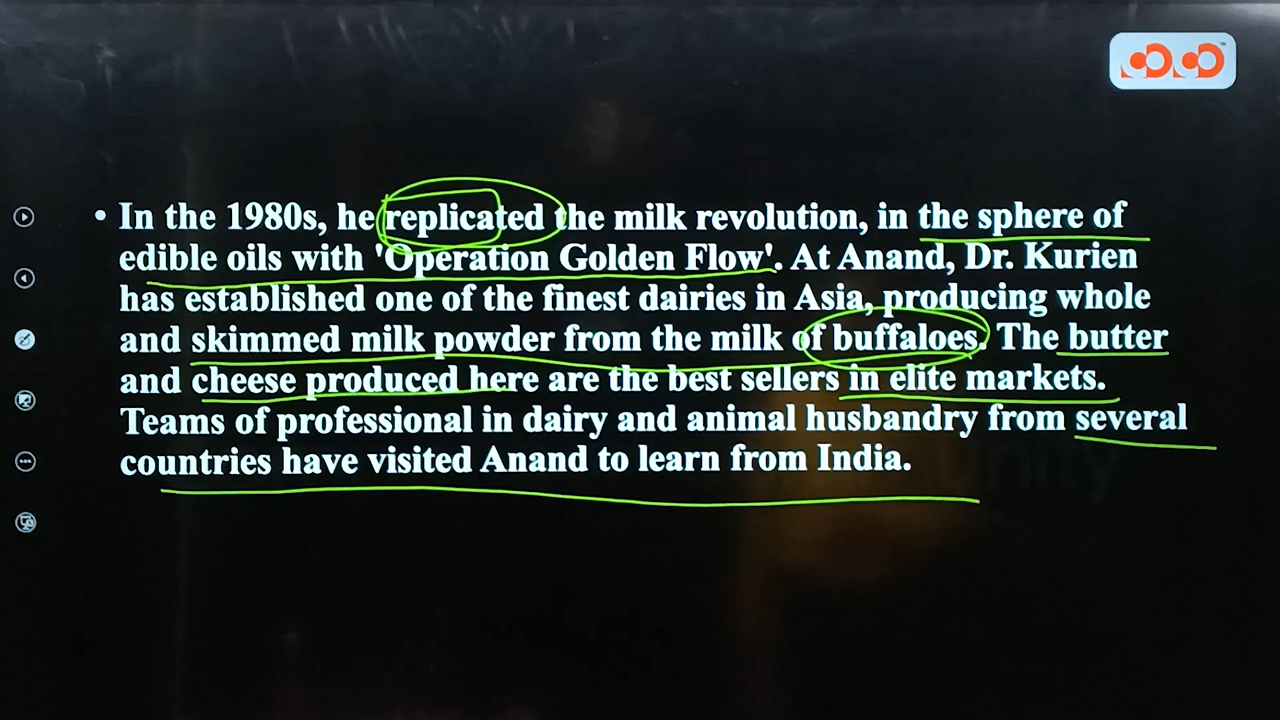 • In the 1980s, he replicated the milk revolution, in the sphere of
edible oils with 'Operation Golden Flow'. At Anand, Dr. Kurien
has established one of the finest dairies in Asia, producing whole
and skimmed milk powder from the milk of buffaloes. The butter
and cheese produced here are the best sellers in elite markets.
Teams of professional in dairy and animal husbandry from several
countries have visited Anand to learn from India.